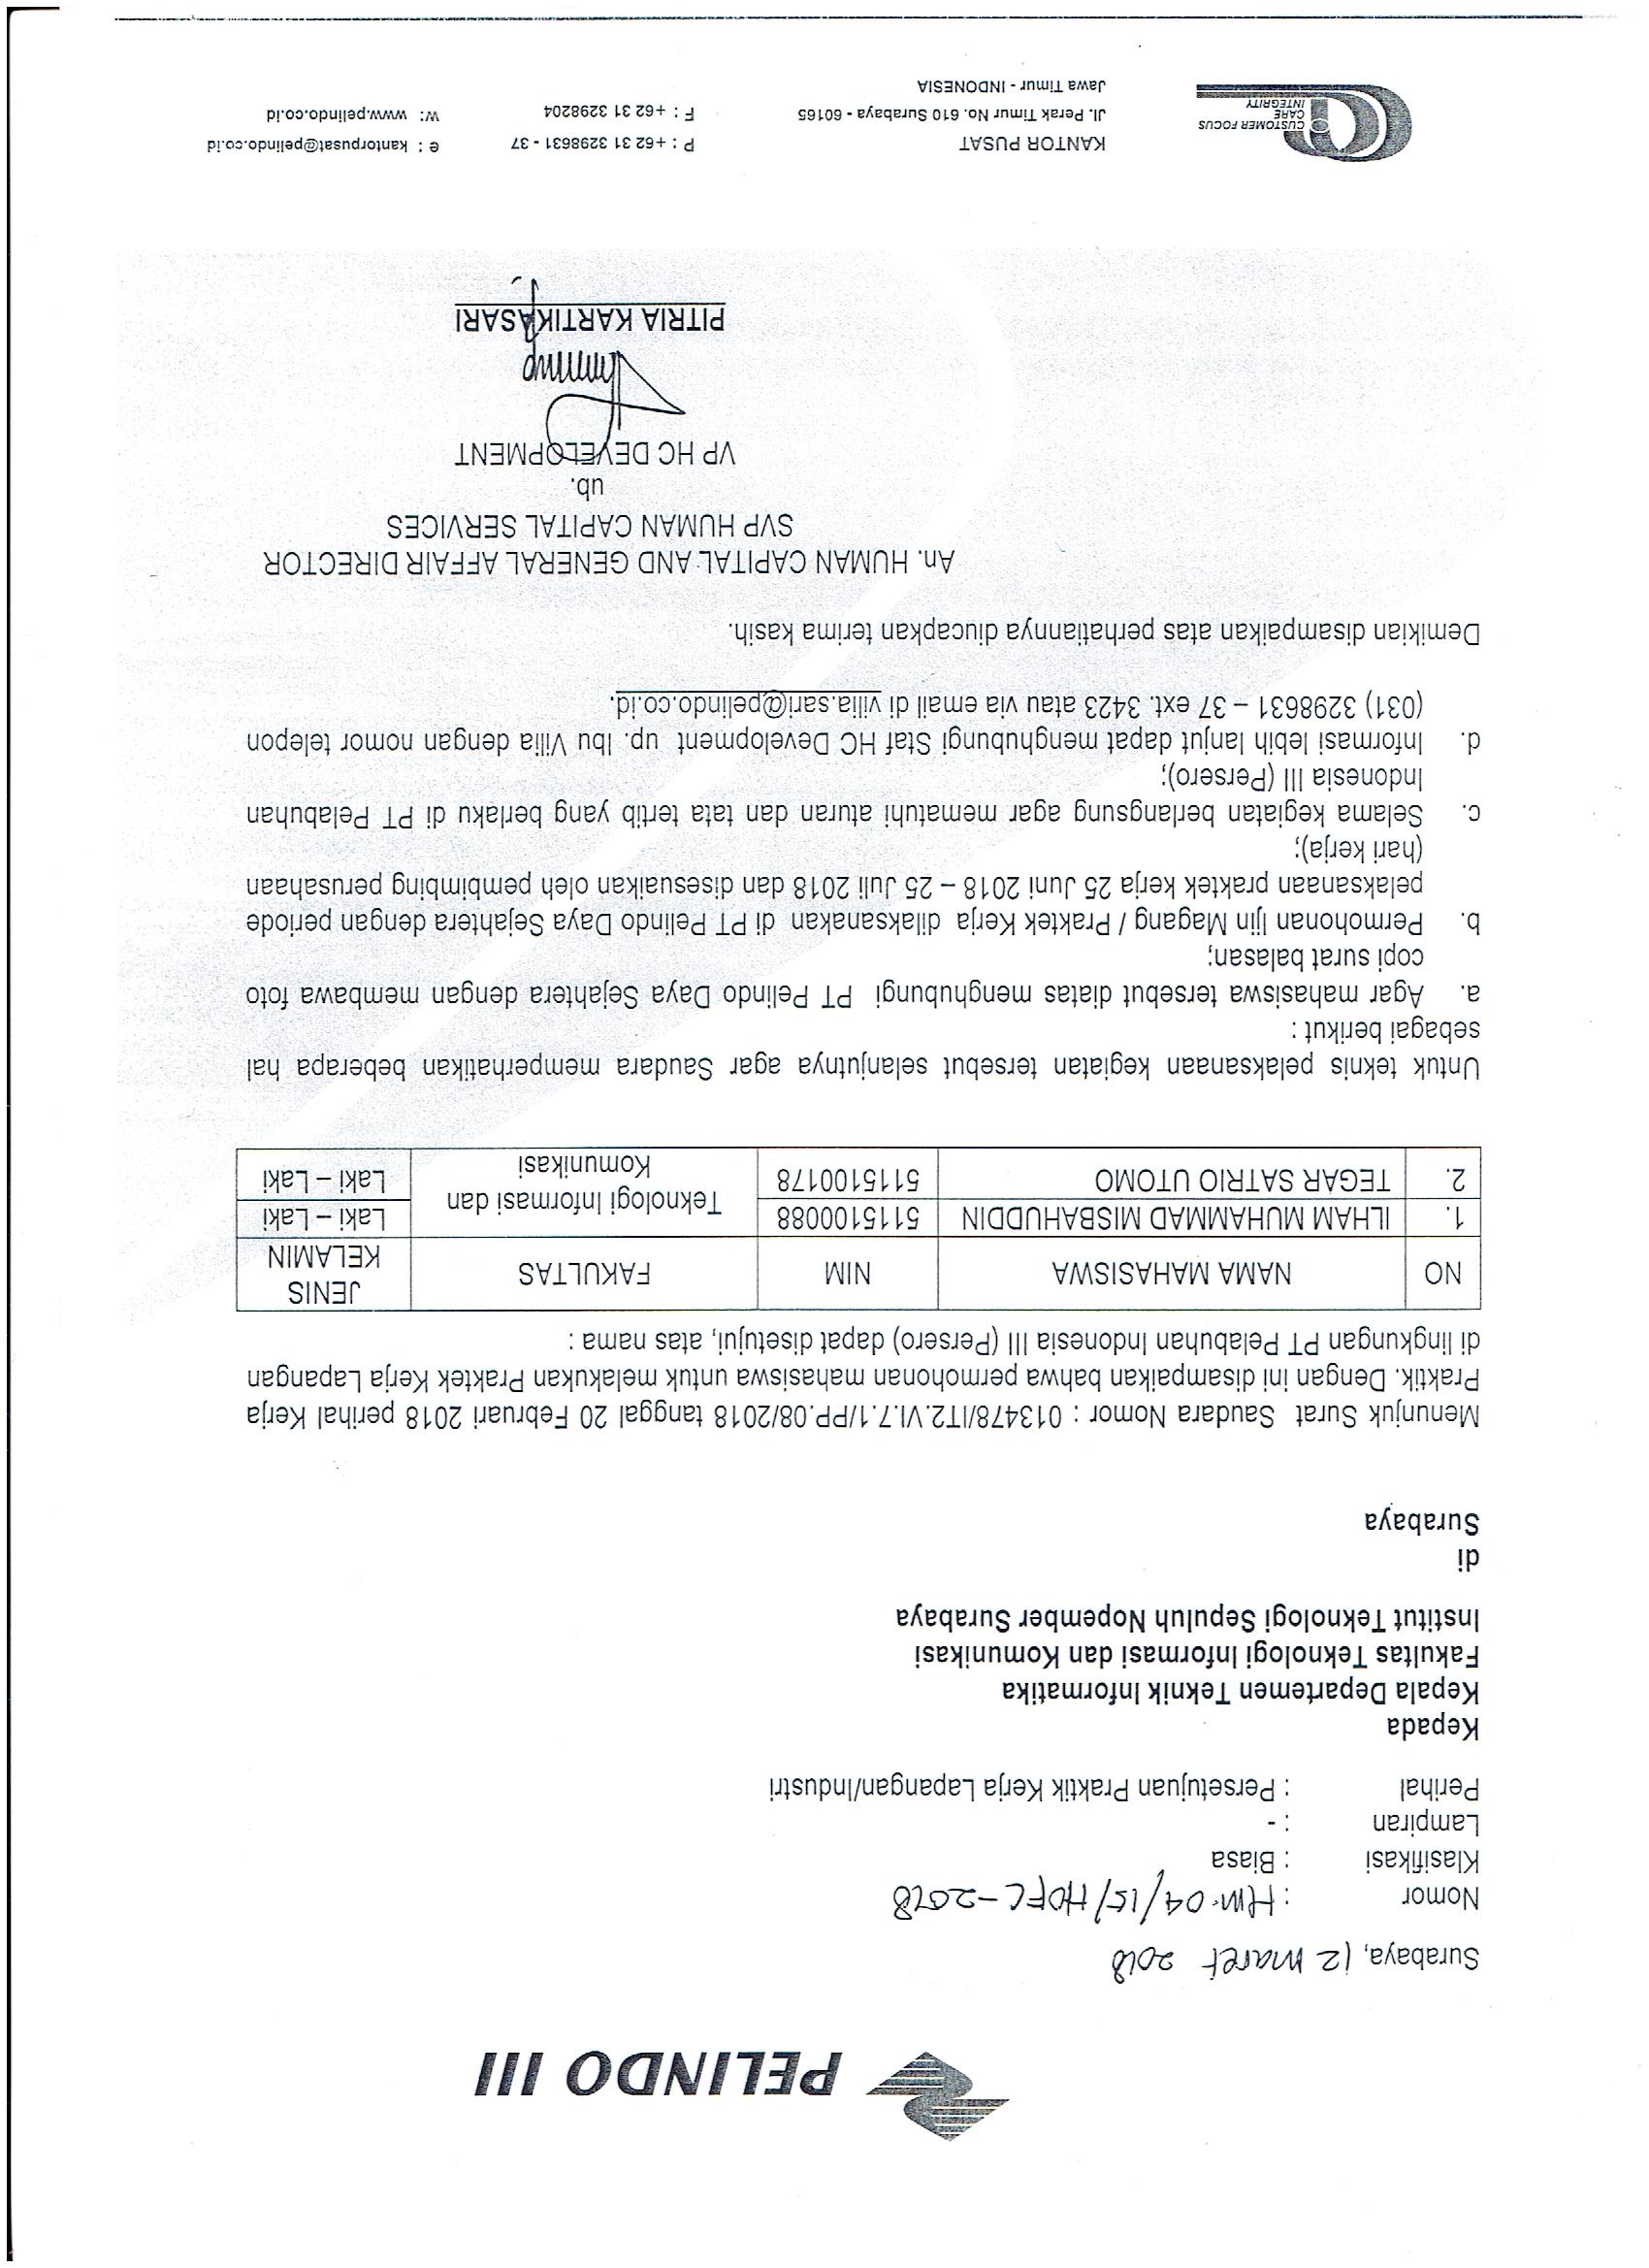 PELINDO III
Surabaya, 12 maret 2018
Nomor : HM.04/15/HOFC-2018
Klasifikasi : Biasa
Lampiran : -
Perihal : Persetujuan Praktik Kerja Lapangan/Industri
Kepada
Kepala Departemen Teknik Informatika
Fakultas Teknologi Informasi dan Komunikasi
Institut Teknologi Sepuluh Nopember Surabaya
di
Surabaya
Menunjuk Surat Saudara Nomor : 013478/IT2.VI.7.1/PP.08/2018 tanggal 20 Februari 2018 perihal Kerja
Praktik. Dengan ini disampaikan bahwa permohonan mahasiswa untuk melakukan Praktek Kerja Lapangan
di lingkungan PT Pelabuhan Indonesia III (Persero) dapat disetujui, atas nama :
NO NAMA MAHASISWA NIM FAKULTAS JENIS KELAMIN
1. ILHAM MUHAMMAD MISBAHUDDIN 5115100088 Teknologi Informasi dan Komunikasi Laki – Laki
2. TEGAR SATRIO UTOMO 5115100178 Laki – Laki
Untuk teknis pelaksanaan kegiatan tersebut selanjutnya agar Saudara memperhatikan beberapa hal
sebagai berikut :
a. Agar mahasiswa tersebut diatas menghubungi PT Pelindo Daya Sejahtera dengan membawa foto
copi surat balasan;
b. Permohonan Ijin Magang / Praktek Kerja dilaksanakan di PT Pelindo Daya Sejahtera dengan periode
pelaksanaan praktek kerja 25 Juni 2018 – 25 Juli 2018 dan disesuaikan oleh pembimbing perusahaan
(hari kerja);
c. Selama kegiatan berlangsung agar mematuhi aturan dan tata tertib yang berlaku di PT Pelabuhan
Indonesia III (Persero);
d. Informasi lebih lanjut dapat menghubungi Staf HC Development up. Ibu Vilia dengan nomor telepon
(031) 3298631 – 37 ext. 3423 atau via email di vilia.sari@pelindo.co.id.
Demikian disampaikan atas perhatiannya diucapkan terima kasih.
An. HUMAN CAPITAL AND GENERAL AFFAIR DIRECTOR
SVP HUMAN CAPITAL SERVICES
ub.
VP HC DEVELOPMENT
PITRIA KARTIKASARI
CUSTOMER FOCUS
CARE
INTEGRITY
KANTOR PUSAT
Jl. Perak Timur No. 610 Surabaya - 60165
Jawa Timur - INDONESIA
P : +62 31 3298631 - 37
F : +62 31 3298204
e : kantorpusat@pelindo.co.id
w: www.pelindo.co.id